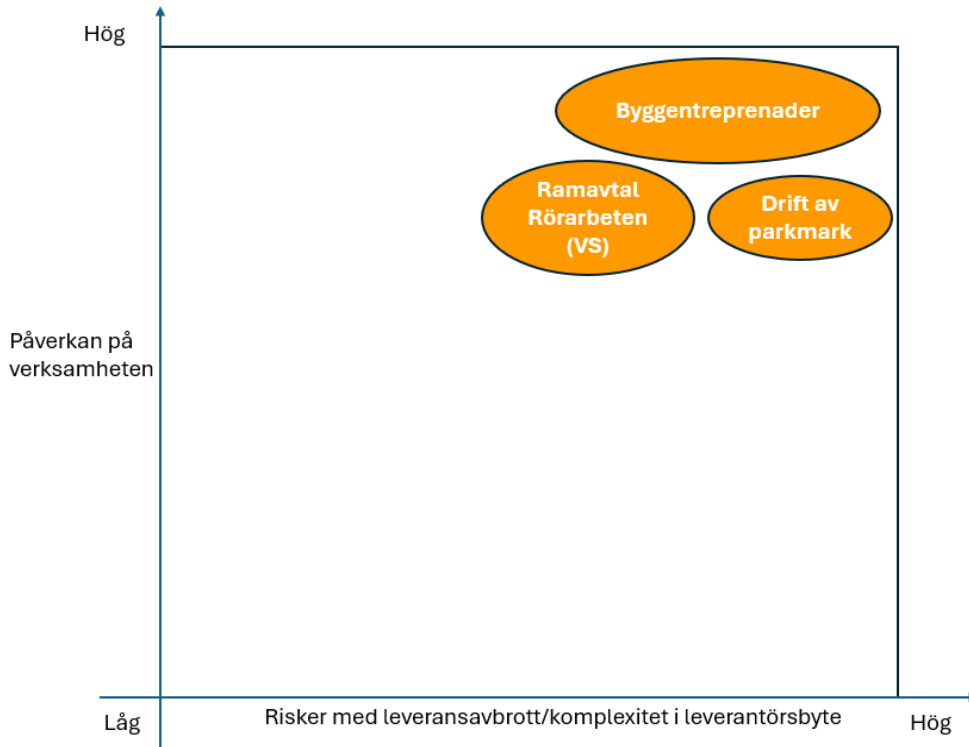 Hög
Byggentreprenader
Ramavtal
Rörarbeten
(VS)
Drift av
parkmark
Påverkan på
verksamheten
Låg
Risker med leveransavbrott/komplexitet i leverantörsbyte
Hög